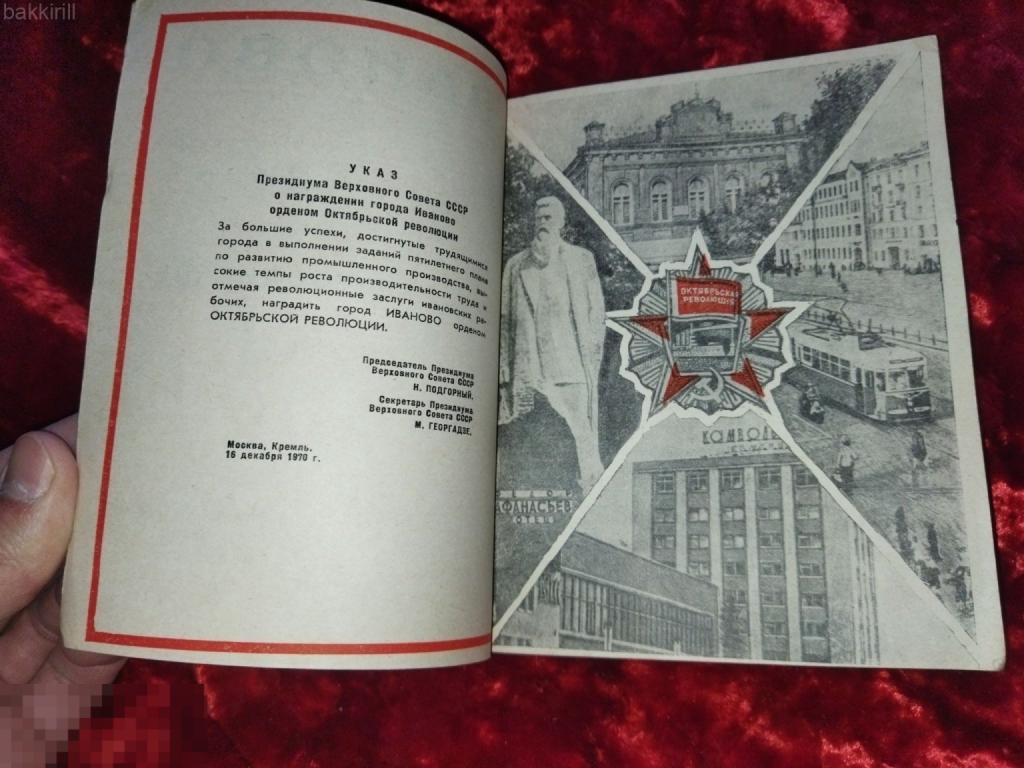 bakkirill
УКАЗ
Президиума Верховного Совета СССР
о награждении города Иваново
орденом Октябрьской революции
За большие успехи, достигнутые трудящимися
города в выполнении заданий пятилетнего плана
по развитию промышленного производства, вы-
сокие темпы роста производительности труда и
отмечая революционные заслуги ивановских ра-
бочих, наградить город ИВАНОВО орденом
ОКТЯБРЬСКОЙ РЕВОЛЮЦИИ.
Председатель Президиума
Верховного Совета СССР
Н. ПОДГОРНЫЙ.
Секретарь Президиума
Верховного Совета СССР
М. ГЕОРГАДЗЕ.
Москва, Кремль.
16 декабря 1970 г.
ОКТЯБРЬСКАЯ
РЕВОЛЮЦИЯ
КАМВОЛЬ
АФАНАСЬЕВ
ОТЕЦ